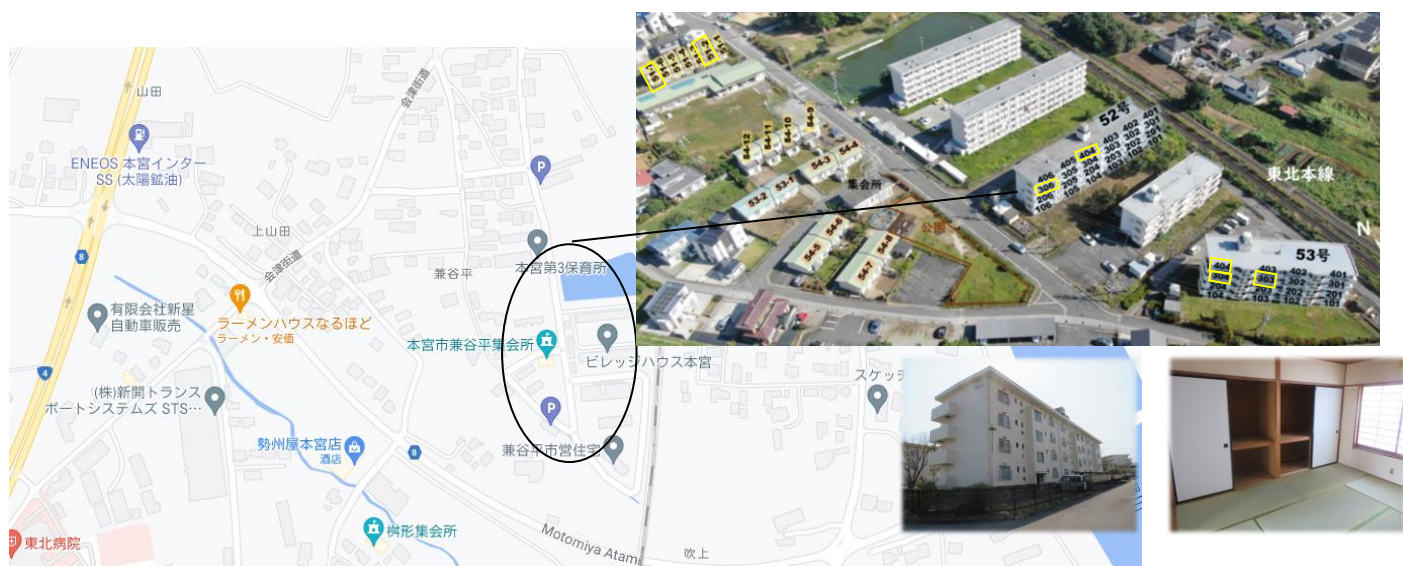 山田
ENEOS 本宮インター
SS (太陽鉱油)
会津街道
上山田
会津街道
兼谷平
8
P
本宮第3保育所
有限会社新星
自動車販売
ラーメンハウスなるほど
ラーメン・安価
本宮市兼谷平集会所
ビレッジハウス本宮
4
(株)新開トランス
ポートシステムズ STS…
スケッチ
P
勢州屋本宮店
酒店
8
兼谷平市営住宅
桝形集会所
Motomiya Atami
吹上
東北病院
54-12
54-11
54-10
54-9
53-2
53-1
54-3
54-4
集会所
54-5
54-6
54-7
54-8
公園
52号
406 405 404 403 402 401
306 305 304 303 302 301
206 205 204 203 202 201
106 105 104 103 102 101
東北本線
N
53号
404 403 402 401
304 303 302 301
202 201
104 103 102 101